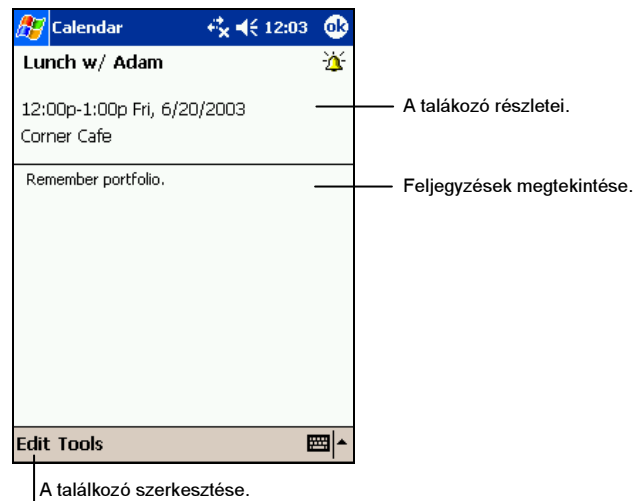 Calendar 12:03 ok
Lunch w/ Adam
12:00p-1:00p Fri, 6/20/2003
A talákozó részletei.
Corner Cafe
Remember portfolio.
Feljegyzések megtekintése.
Edit Tools
A találkozó szerkesztése.